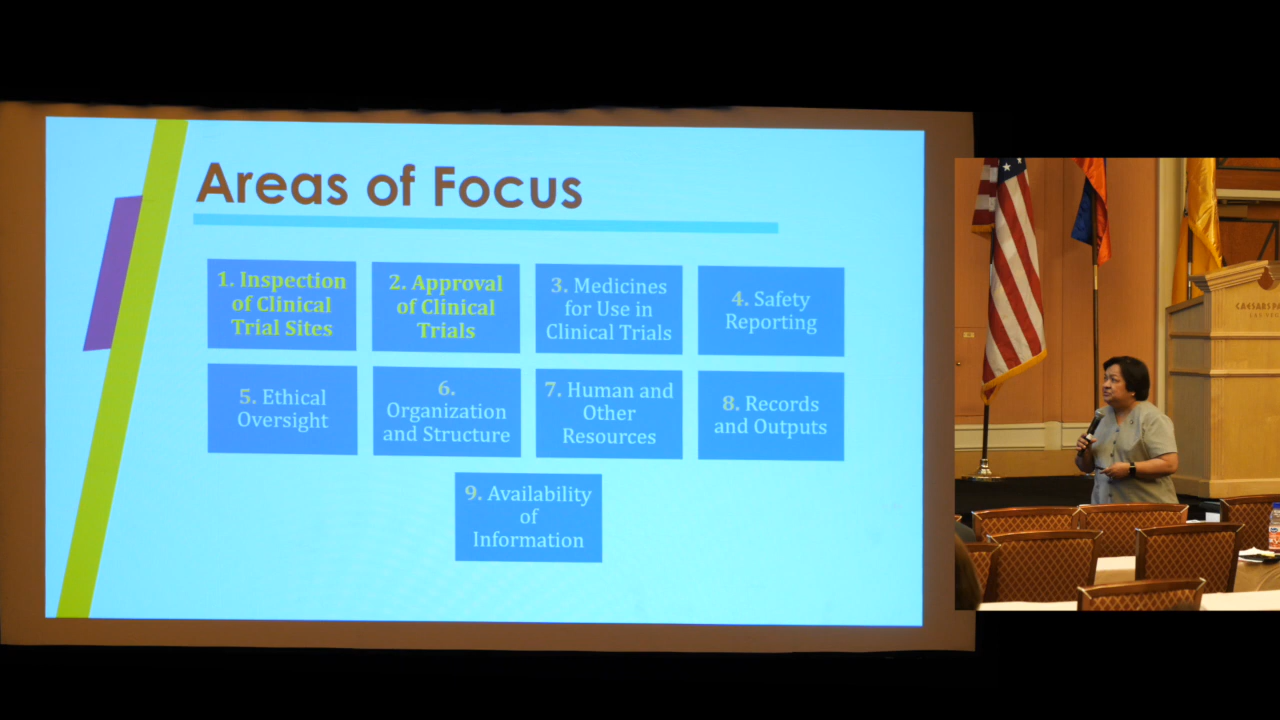 Areas of Focus
1. Inspection
of Clinical
Trial Sites
2. Approval
of Clinical
Trials
3. Medicines
for Use in
Clinical Trials
4. Safety
Reporting
5. Ethical
Oversight
6.
Organization
and Structure
7. Human and
Other
Resources
8. Records
and Outputs
9. Availability
of
Information
CAESARS